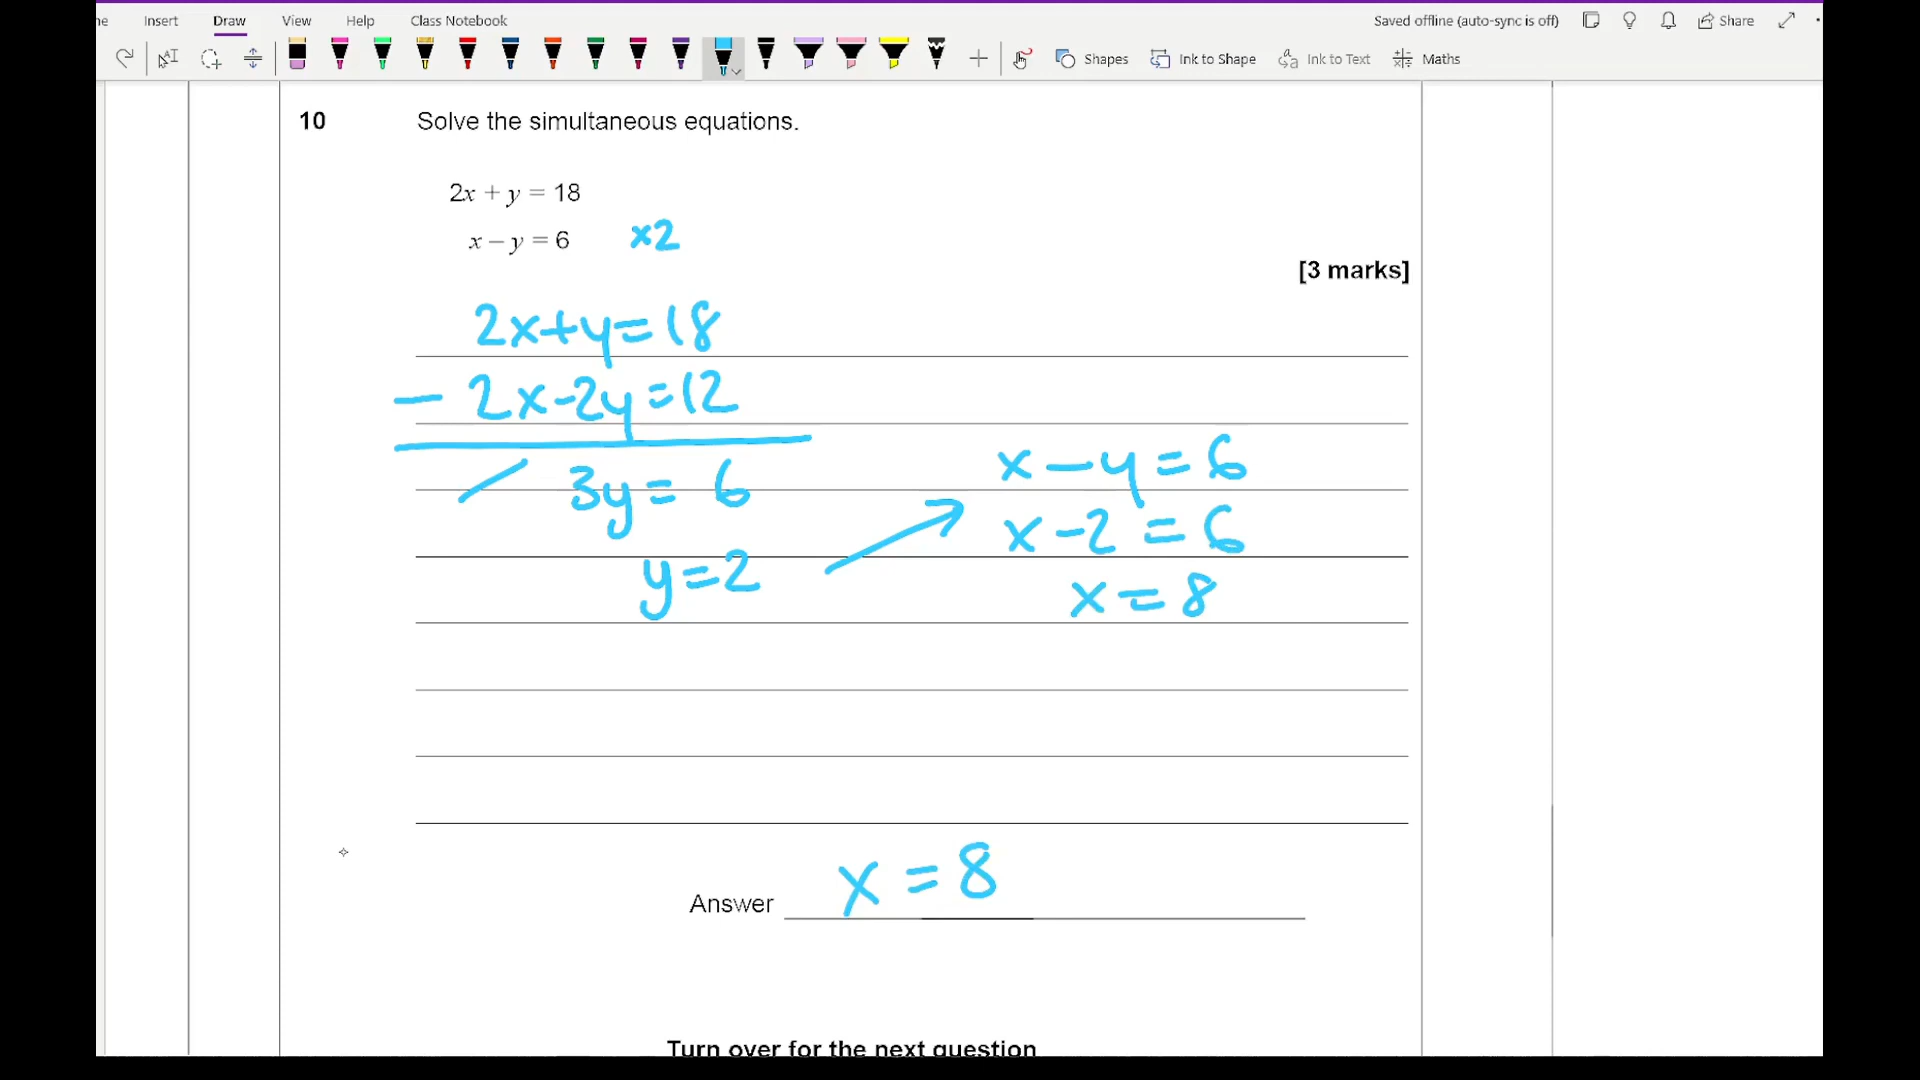 Insert Draw View Help Class Notebook Saved offline (auto-sync is off) Share
Shapes Ink to Shape Ink to Text Maths
10 Solve the simultaneous equations.
2x + y = 18
x – y = 6 ×2
[3 marks]
2x+y=18
– 2x-2y=12
3y= 6
y=2
x–y=6
x-2=6
x=8
Answer x=8
Turn over for the next question